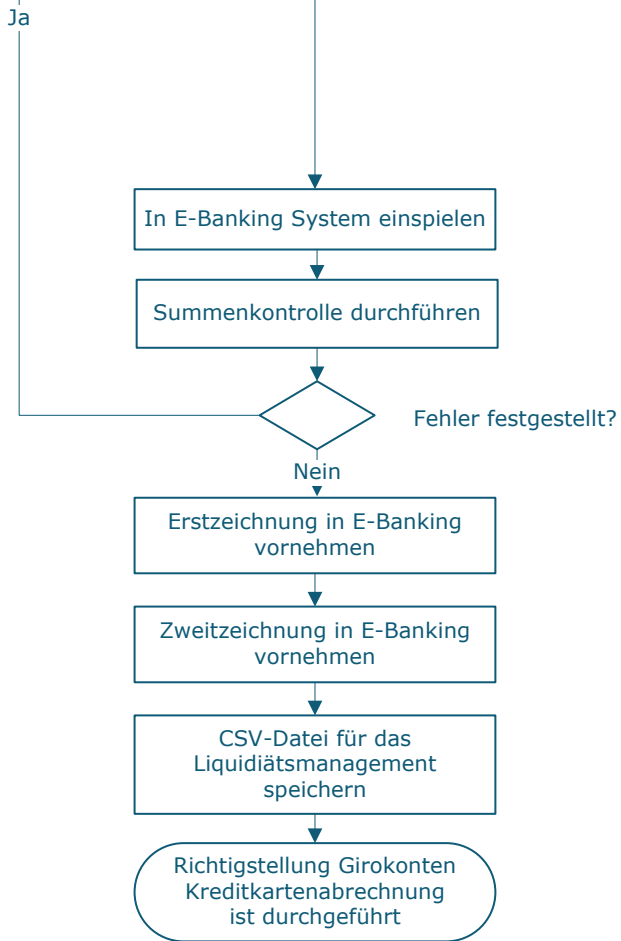 Ja
In E-Banking System einspielen
Summenkontrolle durchführen
Fehler festgestellt?
Nein
Erstzeichnung in E-Banking
vornehmen
Zweitzeichnung in E-Banking
vornehmen
CSV-Datei für das
Liquidiätsmanagement
speichern
Richtigstellung Girokonten
Kreditkartenabrechnung
ist durchgeführt